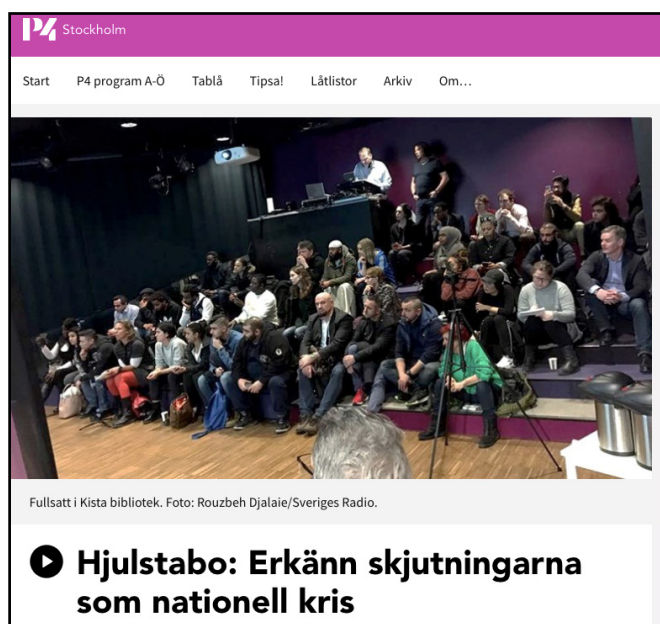 P4 Stockholm
Start P4 program A-Ö Tablå Tipsa! Låtlistor Arkiv Om...
Fullsatt i Kista bibliotek. Foto: Rouzbeh Djalaie/Sveriges Radio.
Hjulstabo: Erkänn skjutningarna
som nationell kris